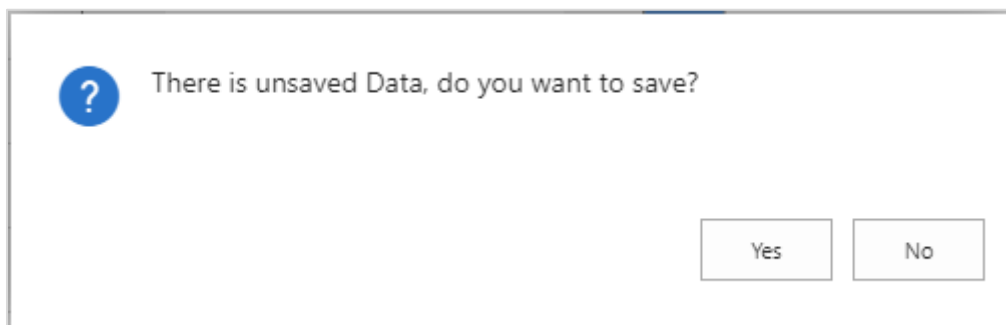 ?
There is unsaved Data, do you want to save?
Yes
No